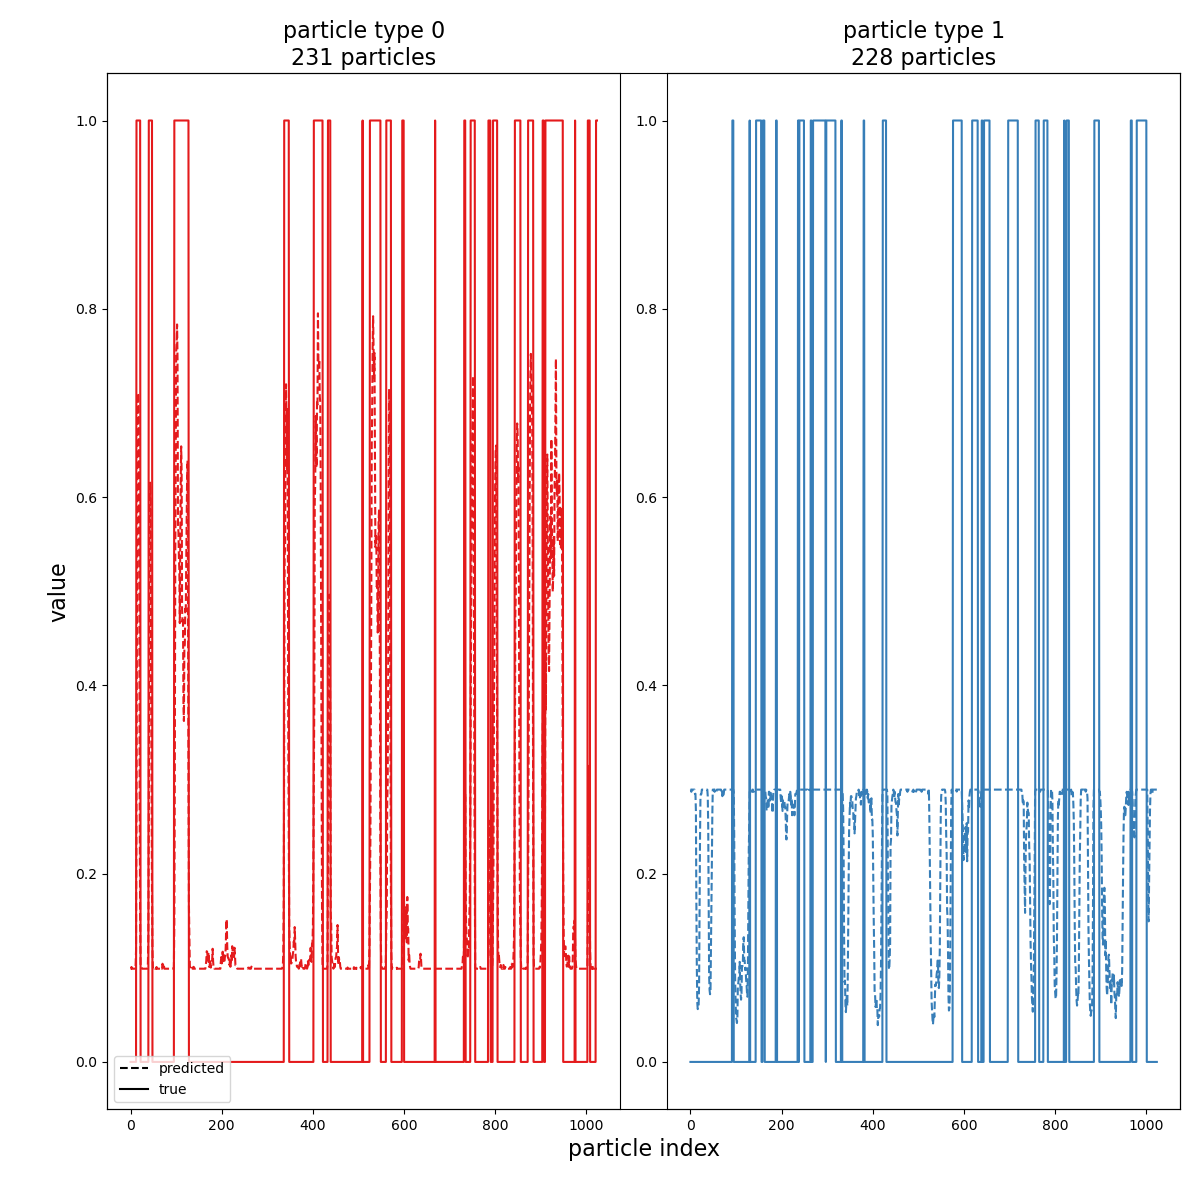 particle type 0
231 particles
particle type 1
228 particles
1.0
0.8
0.6
0.4
0.2
0.0
value
predicted
true
0 200 400 600 800 1000
1.0
0.8
0.6
0.4
0.2
0.0
0 200 400 600 800 1000
particle index